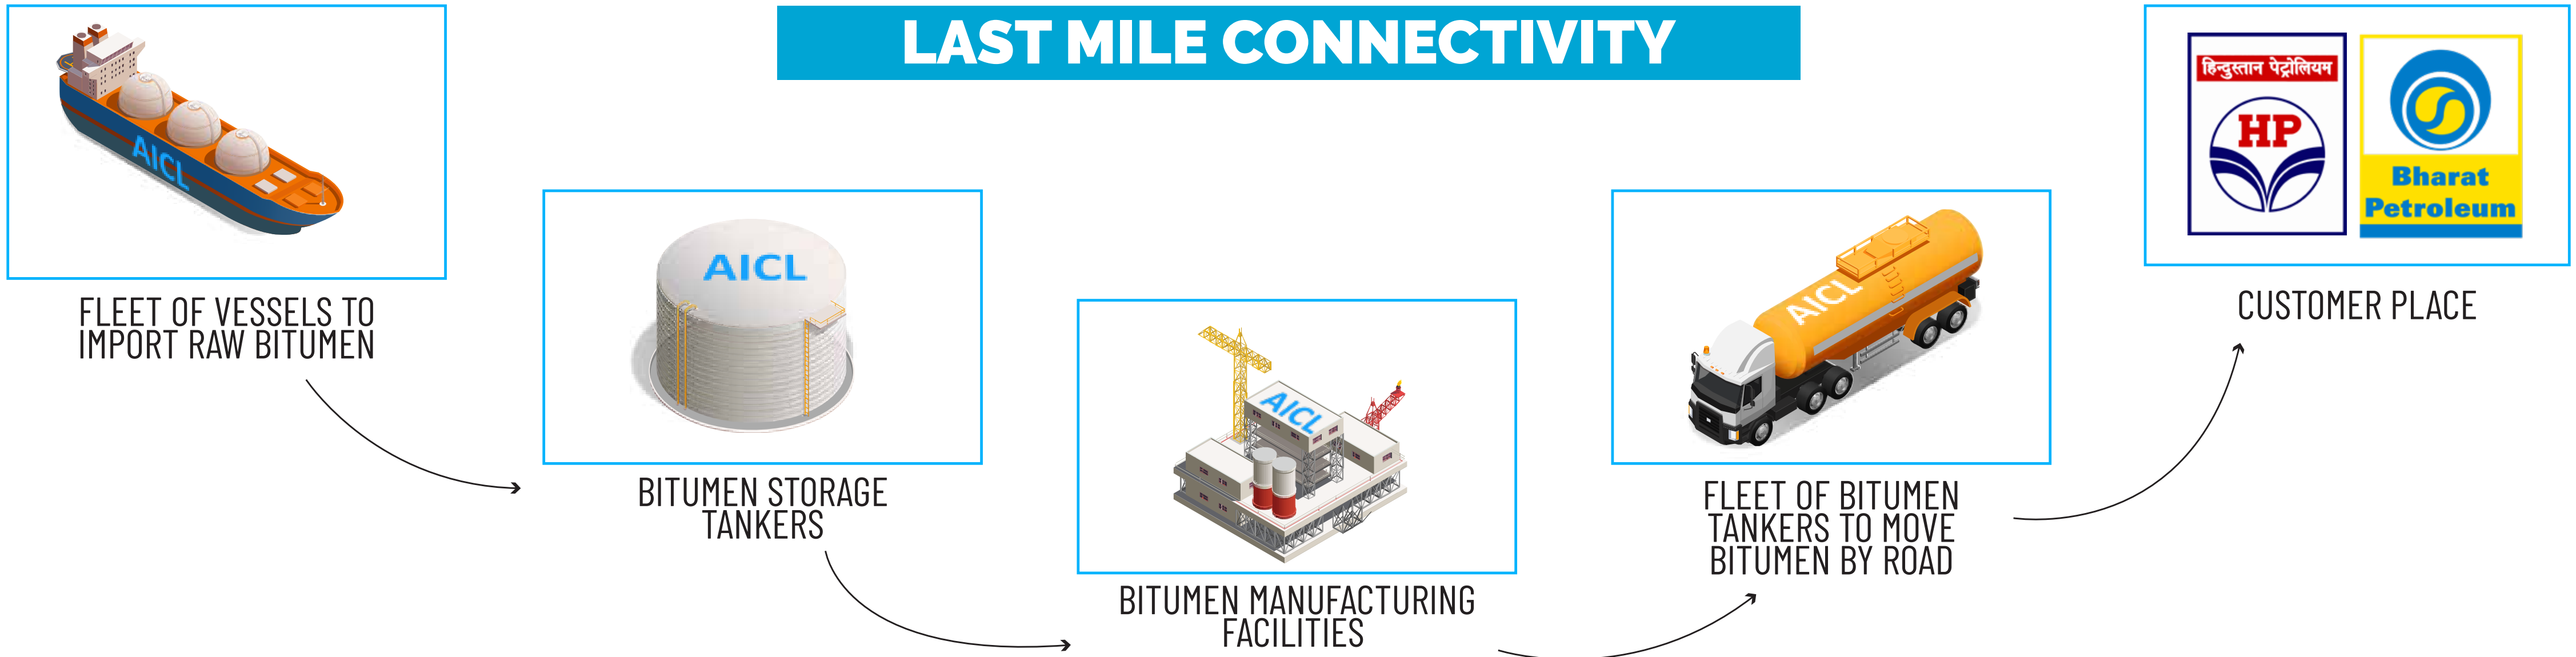 LAST MILE CONNECTIVITY
AICL
FLEET OF VESSELS TO
IMPORT RAW BITUMEN
AICL
BITUMEN STORAGE
TANKERS
AICL
BITUMEN MANUFACTURING
FACILITIES
AICL
FLEET OF BITUMEN
TANKERS TO MOVE
BITUMEN BY ROAD
हिन्दुस्तान पेट्रोलियम
HP
Bharat
Petroleum
CUSTOMER PLACE